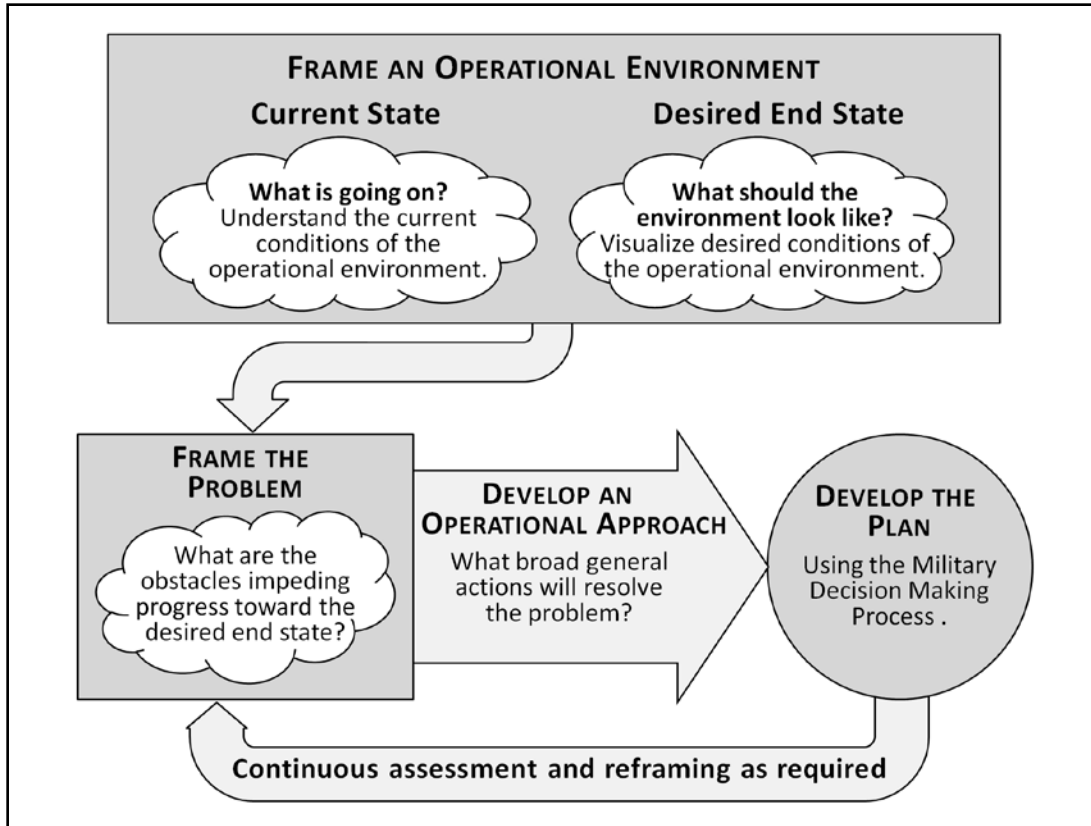 FRAME AN OPERATIONAL ENVIRONMENT
Current State
What is going on?
Understand the current
conditions of the
operational environment.
Desired End State
What should the
environment look like?
Visualize desired conditions of
the operational environment.
FRAME THE
PROBLEM
What are the
obstacles impeding
progress toward the
desired end state?
DEVELOP AN
OPERATIONAL APPROACH
What broad general
actions will resolve
the problem?
DEVELOP THE
PLAN
Using the Military
Decision Making
Process .
Continuous assessment and reframing as required